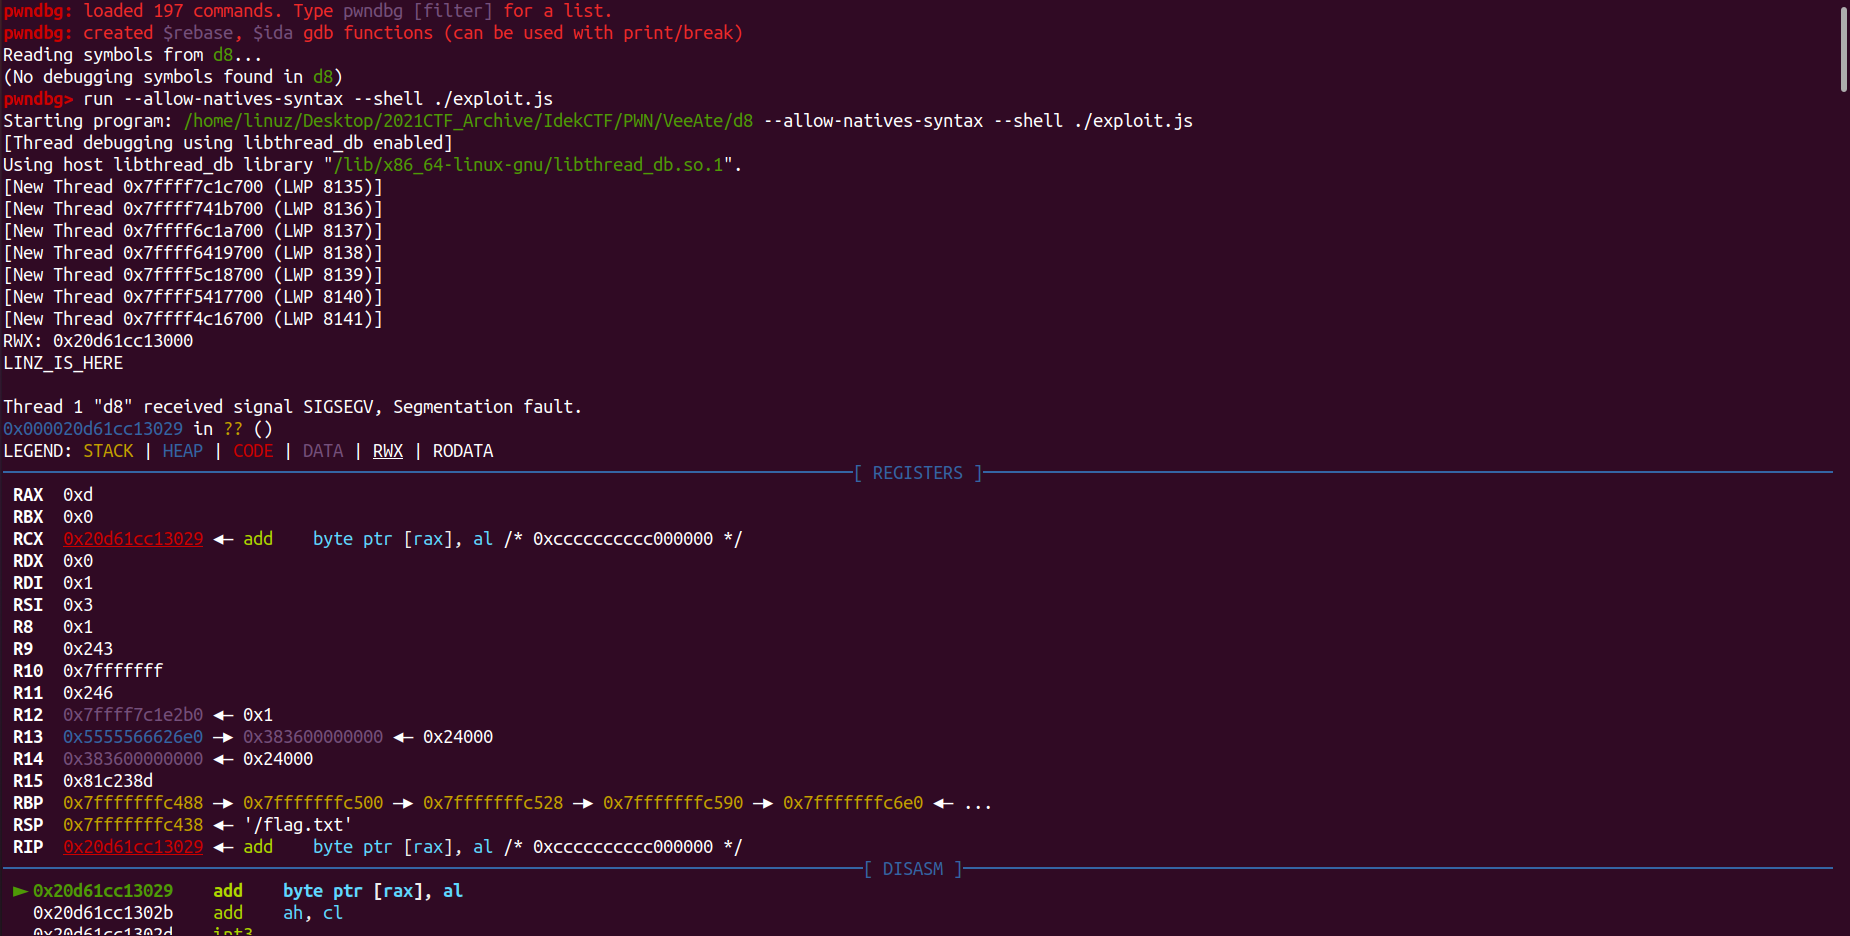 pwndbg: loaded 197 commands. Type pwndbg [filter] for a list.
pwndbg: created $rebase, $ida gdb functions (can be used with print/break)
Reading symbols from d8...
(No debugging symbols found in d8)
pwndbg> run --allow-natives-syntax --shell ./exploit.js
Starting program: /home/linuz/Desktop/2021CTF_Archive/IdekCTF/PWN/VeeAte/d8 --allow-natives-syntax --shell ./exploit.js
[Thread debugging using libthread_db enabled]
Using host libthread_db library "/lib/x86_64-linux-gnu/libthread_db.so.1".
[New Thread 0x7ffff7c1c700 (LWP 8135)]
[New Thread 0x7ffff741b700 (LWP 8136)]
[New Thread 0x7ffff6c1a700 (LWP 8137)]
[New Thread 0x7ffff6419700 (LWP 8138)]
[New Thread 0x7ffff5c18700 (LWP 8139)]
[New Thread 0x7ffff5417700 (LWP 8140)]
[New Thread 0x7ffff4c16700 (LWP 8141)]
RWX: 0x20d61cc13000
LINZ_IS_HERE
Thread 1 "d8" received signal SIGSEGV, Segmentation fault.
0x000020d61cc13029 in ?? ()
LEGEND: STACK | HEAP | CODE | DATA | RWX | RODATA
[ REGISTERS ]
RAX 0xd
RBX 0x0
RCX 0x20d61cc13029 ◂— add byte ptr [rax], al /* 0xcccccccccc000000 */
RDX 0x0
RDI 0x1
RSI 0x3
R8 0x1
R9 0x243
R10 0x7fffffff
R11 0x246
R12 0x7ffff7c1e2b0 ◂— 0x1
R13 0x5555566626e0 —▸ 0x383600000000 ◂— 0x24000
R14 0x383600000000 ◂— 0x24000
R15 0x81c238d
RBP 0x7fffffffc488 —▸ 0x7fffffffc500 —▸ 0x7fffffffc528 —▸ 0x7fffffffc590 —▸ 0x7fffffffc6e0 ◂— ...
RSP 0x7fffffffc438 ◂— '/flag.txt'
RIP 0x20d61cc13029 ◂— add byte ptr [rax], al /* 0xcccccccccc000000 */
[ DISASM ]
► 0x20d61cc13029 add byte ptr [rax], al
0x20d61cc1302b add ah, cl
0x20d61cc1302d int3